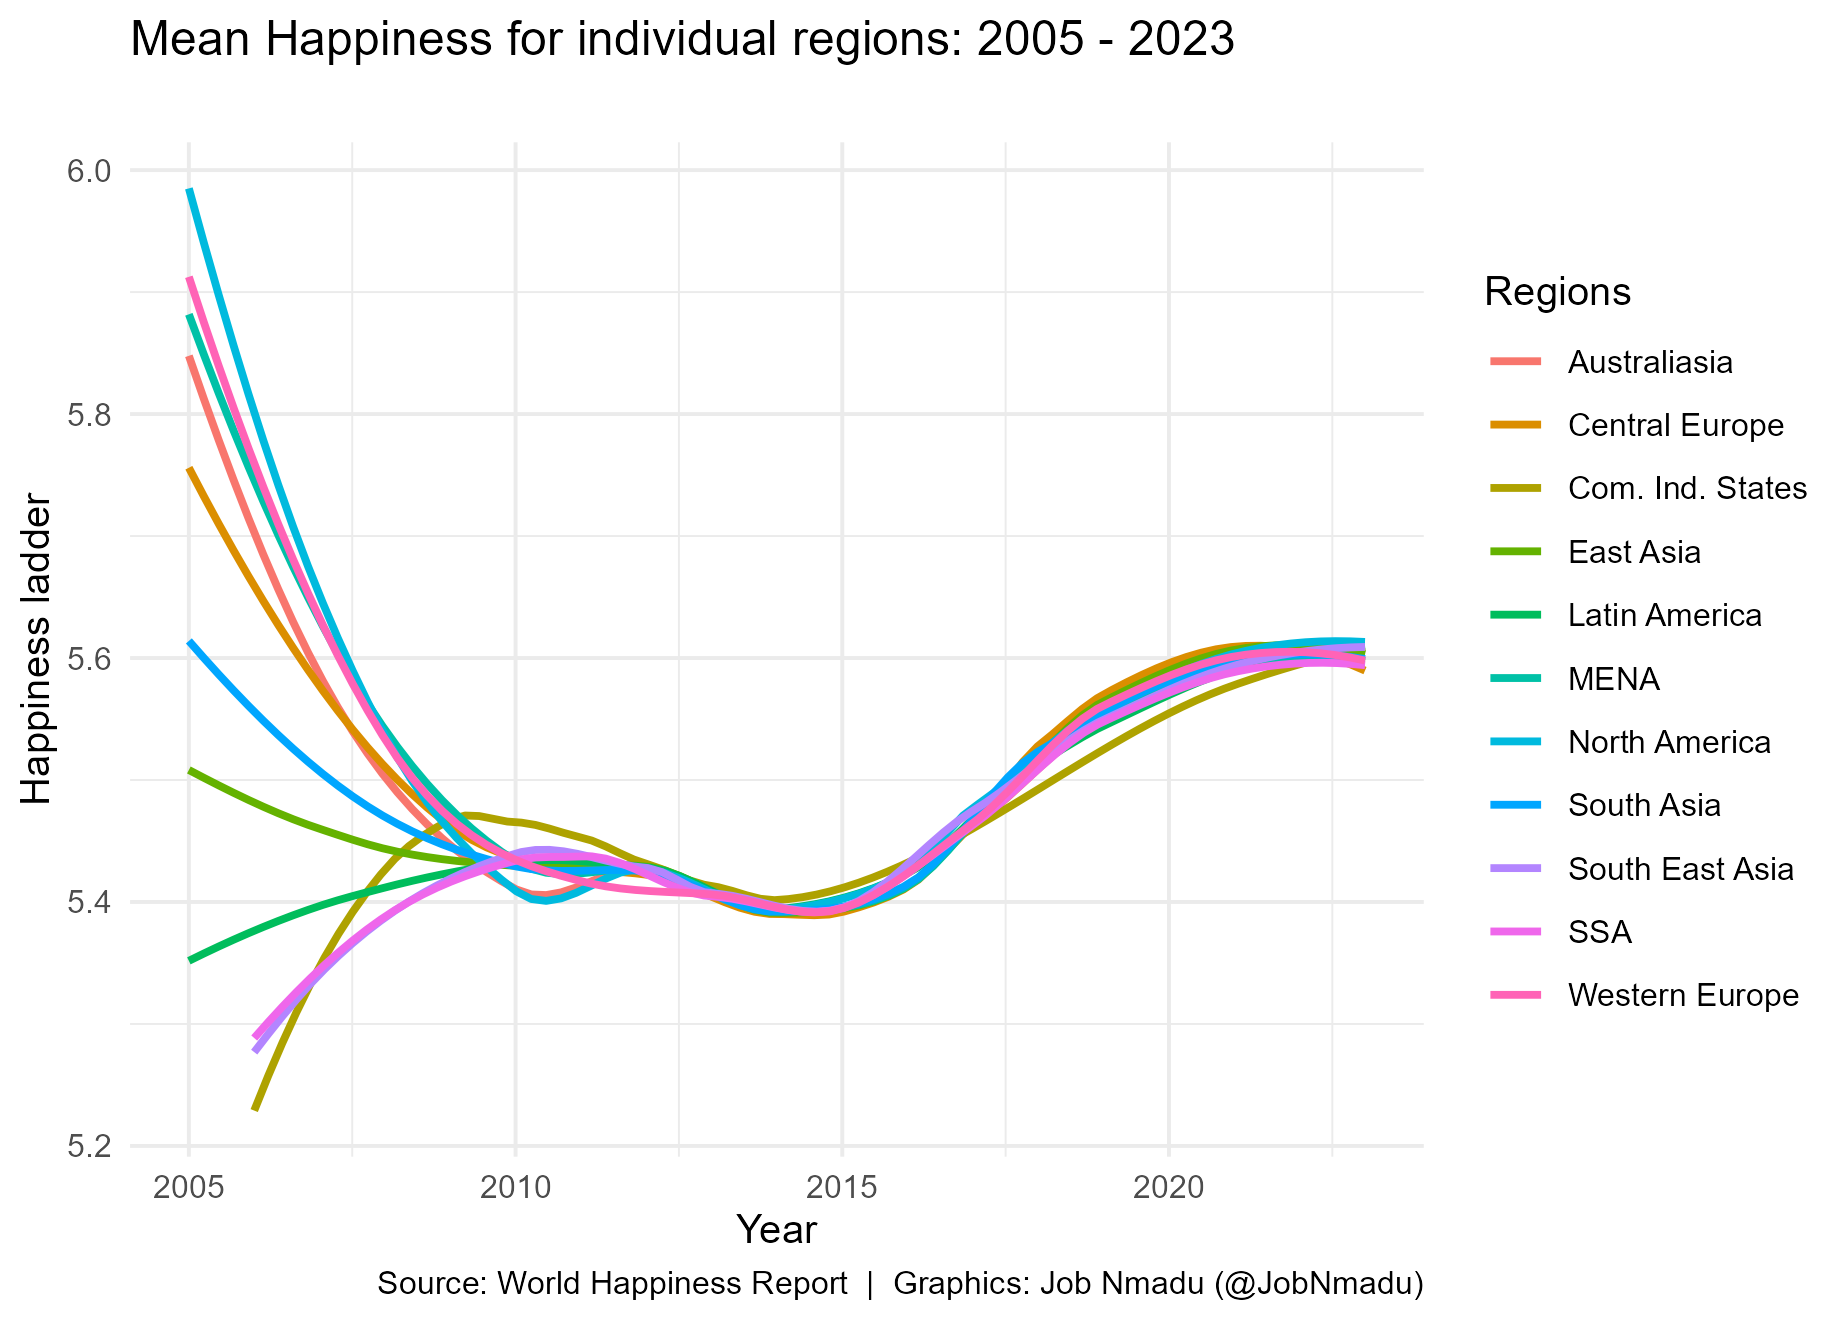 Mean Happiness for individual regions: 2005 - 2023
6.0
5.8
5.6
5.4
5.2
Happiness ladder
2005
2010
2015
2020
Year
Regions
Australiasia
Central Europe
Com. Ind. States
East Asia
Latin America
MENA
North America
South Asia
South East Asia
SSA
Western Europe
Source: World Happiness Report | Graphics: Job Nmadu (@JobNmadu)